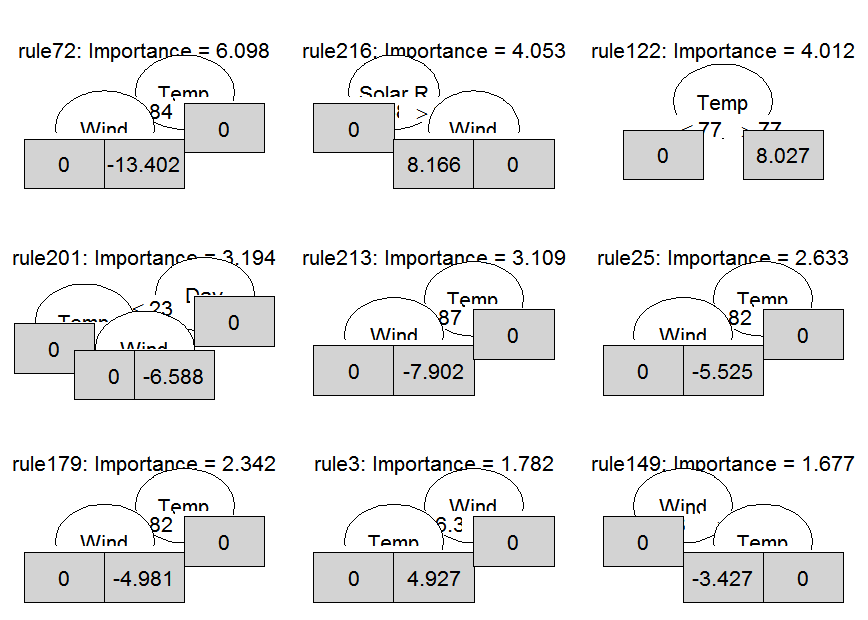 rule72: Importance = 6.098 rule216: Importance = 4.053 rule122: Importance = 4.012
Temp Solar R Temp
84 >
Wind 0 0 Wind < 77 ≥ 77
0 -13.402 8.166 0 0 8.027
rule201: Importance = 3.194 rule213: Importance = 3.109 rule25: Importance = 2.633
Day Temp Temp
Temp < 23 0 87 0 82 0
0 Wind Wind Wind
0 -6.588 0 -7.902 0 -5.525
rule179: Importance = 2.342 rule3: Importance = 1.782 rule149: Importance = 1.677
Temp Wind Wind
82 0 6.3 0 0
Wind Temp Temp
0 -4.981 0 4.927 -3.427 0